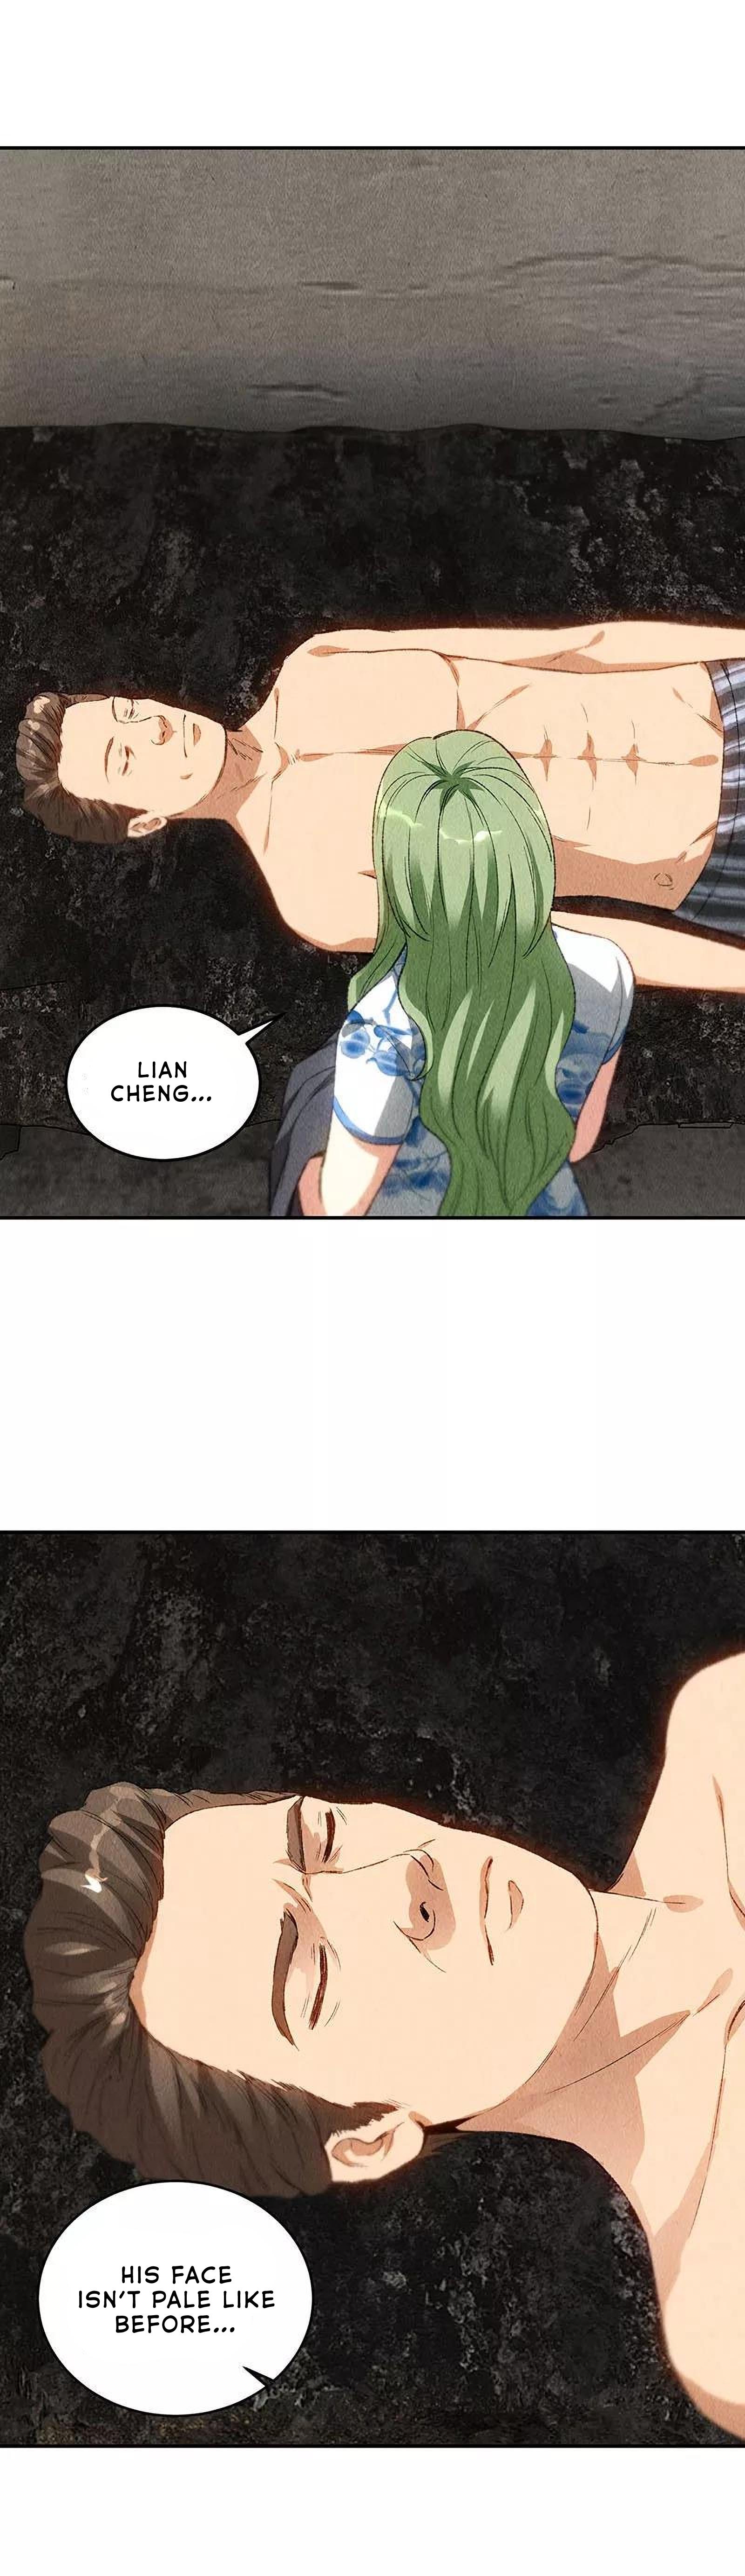 LIAN
CHENG...
HIS FACE
ISN'T PALE LIKE
BEFORE...